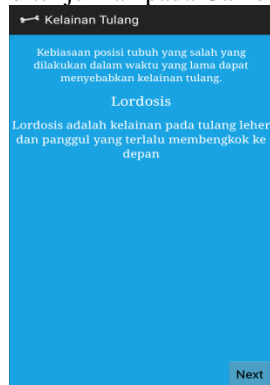 Kelainan Tulang
Kebiasaan posisi tubuh yang salah yang
dilakukan dalam waktu yang lama dapat
menyebabkan kelainan tulang.
Lordosis
Lordosis adalah kelainan pada tulang leher
dan panggul yang terlalu membengkok ke
depan
Next